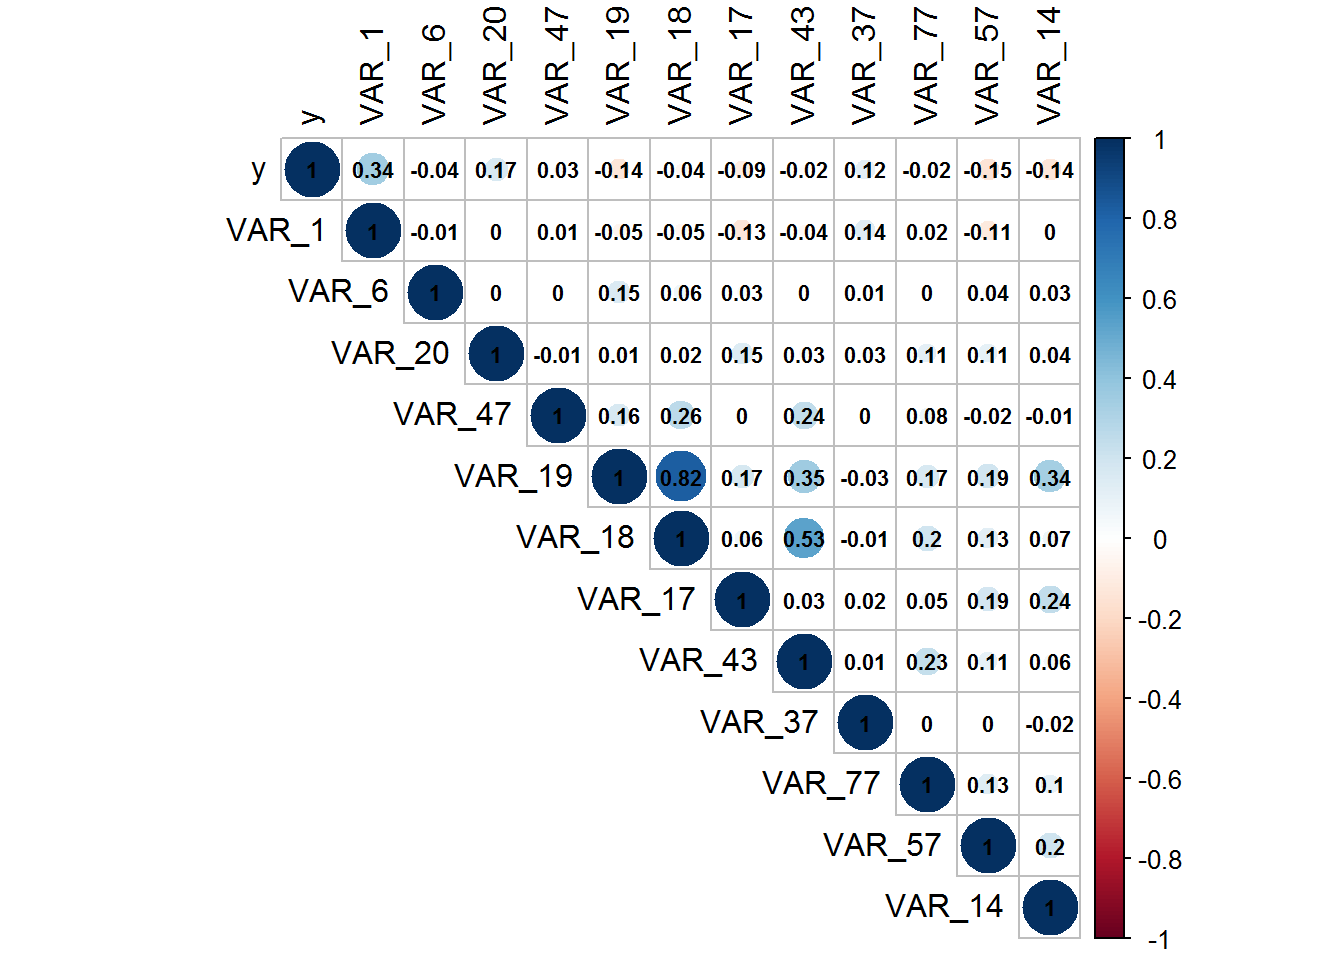 y VAR_1 VAR_6 VAR_20 VAR_47 VAR_19 VAR_18 VAR_17 VAR_43 VAR_37 VAR_77 VAR_57 VAR_14
y 1 0.34 -0.04 0.17 0.03 -0.14 -0.04 -0.09 -0.02 0.12 -0.02 -0.15 -0.14
VAR_1 1 -0.01 0 0.01 -0.05 -0.05 -0.13 -0.04 0.14 0.02 -0.11 0
VAR_6 1 0 0 0.15 0.06 0.03 0 0.01 0 0.04 0.03
VAR_20 1 -0.01 0.01 0.02 0.15 0.03 0.03 0.11 0.11 0.04
VAR_47 1 0.16 0.26 0 0.24 0 0.08 -0.02 -0.01
VAR_19 1 0.82 0.17 0.35 -0.03 0.17 0.19 0.34
VAR_18 1 0.06 0.53 -0.01 0.2 0.13 0.07
VAR_17 1 0.03 0.02 0.05 0.19 0.24
VAR_43 1 0.01 0.23 0.11 0.06
VAR_37 1 0 0 -0.02
VAR_77 1 0.13 0.1
VAR_57 1 0.2
VAR_14 1
1
0.8
0.6
0.4
0.2
0
-0.2
-0.4
-0.6
-0.8
-1